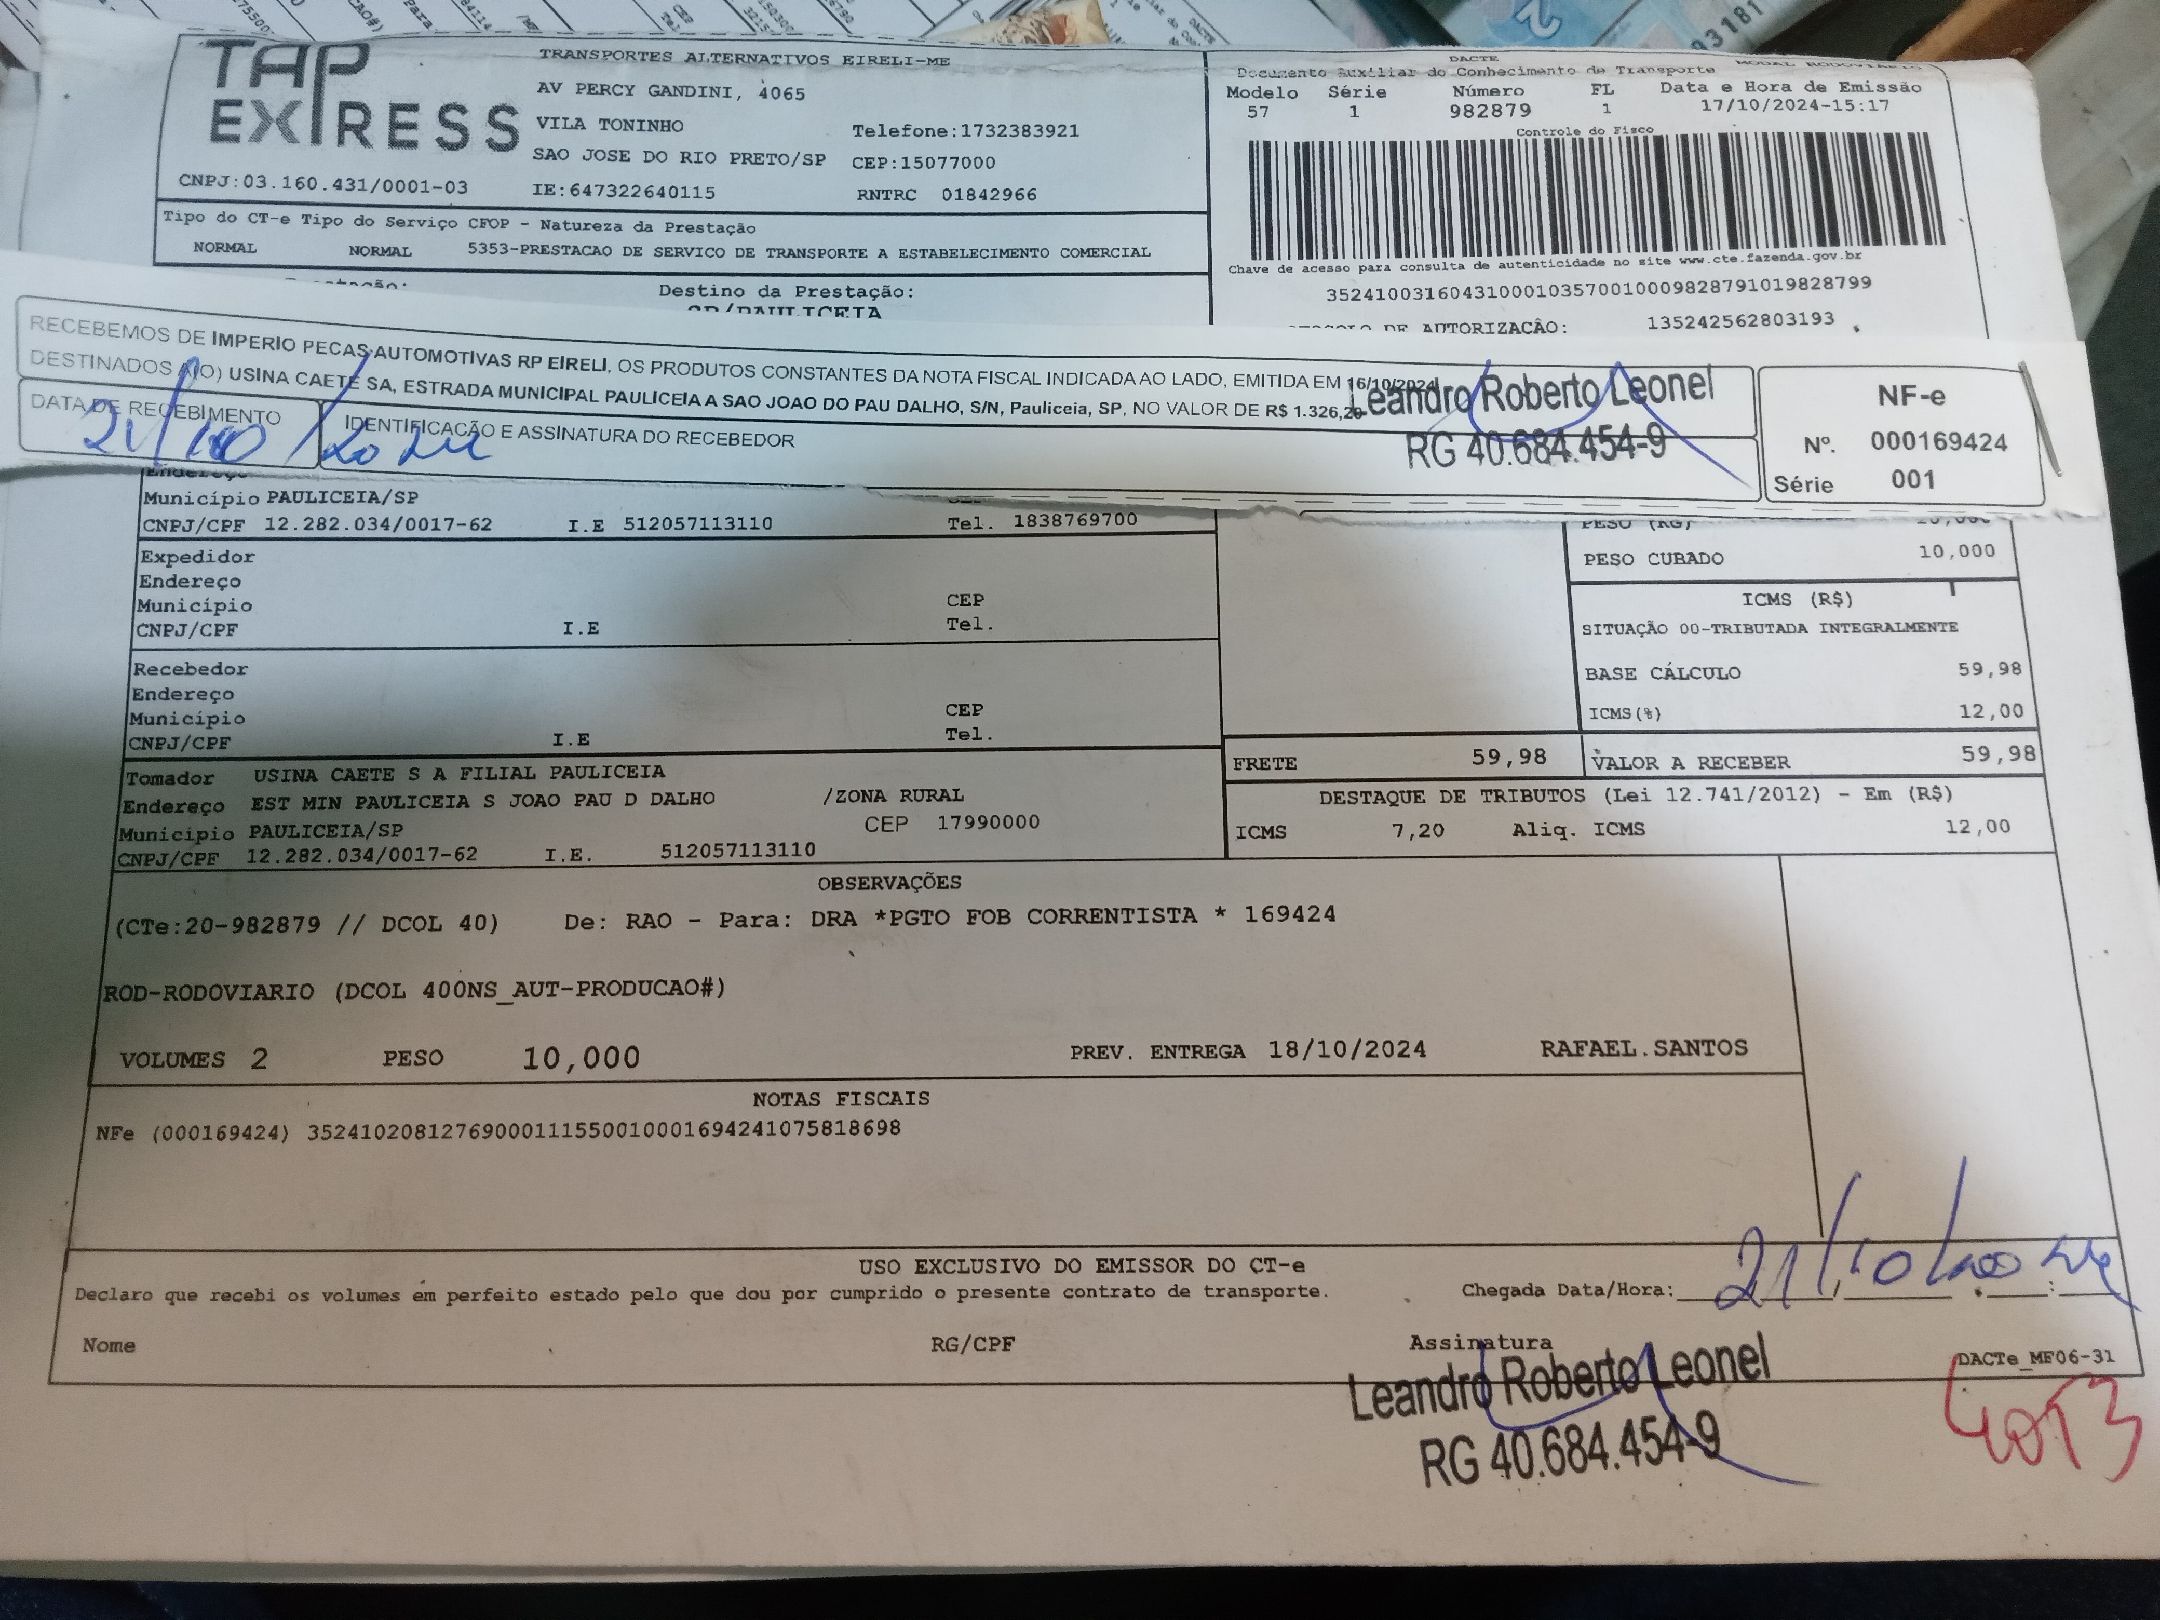 TAP
EXPRESS
TRANSPORTES ALTERNATIVOS EIRELI-ME
AV PERCY GANDINI, 4065
VILA TONINHO
Telefone:1732383921
SAO JOSE DO RIO PRETO/SP CEP:15077000
CNPJ:03.160.431/0001-03 IE:647322640115 RNTRC 01842966
DACTE
Documento Auxiliar do Conhecimento de Transporte MODAL RODOVIARIO
Modelo Série Número FL Data e Hora de Emissão
57 1 982879 1 17/10/2024-15:17
Controle do Fisco
Chave de acesso para consulta de autenticidade no site www.cte.fazenda.gov.br
35241003160431000103570010009828791019828799
DE AUTORIZACÂO: 135242562803193
Tipo do CT-e Tipo do Serviço CFOP - Natureza da Prestação
NORMAL NORMAL 5353-PRESTACAO DE SERVICO DE TRANSPORTE A ESTABELECIMENTO COMERCIAL
Destino da Prestação:
SP/PAULICEIA
RECEBEMOS DE IMPERIO PECAS AUTOMOTIVAS RP EIRELI, OS PRODUTOS CONSTANTES DA NOTA FISCAL INDICADA AO LADO, EMITIDA EM 16/10/2024
DESTINADOS A(O) USINA CAETE SA, ESTRADA MUNICIPAL PAULICEIA A SAO JOAO DO PAU DALHO, S/N, Pauliceia, SP, NO VALOR DE R$ 1.326,20
DATA DE RECEBIMENTO
IDENTIFICAÇÃO E ASSINATURA DO RECEBEDOR
Leandro Roberto Leonel
RG 40.684.454-9
NF-e
Nº. 000169424
Série 001
Endereço
Município PAULICEIA/SP
CNPJ/CPF 12.282.034/0017-62 I.E 512057113110 Tel. 1838769700
Expedidor
Endereço
Município CEP
CNPJ/CPF I.E Tel.
Recebedor
Endereço
Município CEP
CNPJ/CPF I.E Tel.
Tomador USINA CAETE S A FILIAL PAULICEIA
Endereço EST MIN PAULICEIA S JOAO PAU D DALHO /ZONA RURAL
Municipio PAULICEIA/SP CEP 17990000
CNPJ/CPF 12.282.034/0017-62 I.E. 512057113110
PESO (KG) 10,000
PESO CUBADO 10,000
ICMS (R$)
SITUAÇÃO 00-TRIBUTADA INTEGRALMENTE
BASE CÁLCULO 59,98
ICMS(%) 12,00
FRETE 59,98 VALOR A RECEBER 59,98
DESTAQUE DE TRIBUTOS (Lei 12.741/2012) - Em (R$)
ICMS 7,20 Aliq. ICMS 12,00
OBSERVAÇÕES
(CTe:20-982879 // DCOL 40) De: RAO - Para: DRA *PGTO FOB CORRENTISTA * 169424
ROD-RODOVIARIO (DCOL 400NS_AUT-PRODUCAO#)
VOLUMES 2 PESO 10,000 PREV. ENTREGA 18/10/2024 RAFAEL.SANTOS
NOTAS FISCAIS
NFe (000169424) 35241020812769000111550010001694241075818698
USO EXCLUSIVO DO EMISSOR DO CT-e
Declaro que recebi os volumes em perfeito estado pelo que dou por cumprido o presente contrato de transporte. Chegada Data/Hora:
Nome RG/CPF Assinatura
DACTe_MF06-31
Leandro Roberto Leonel
RG 40.684.454-9